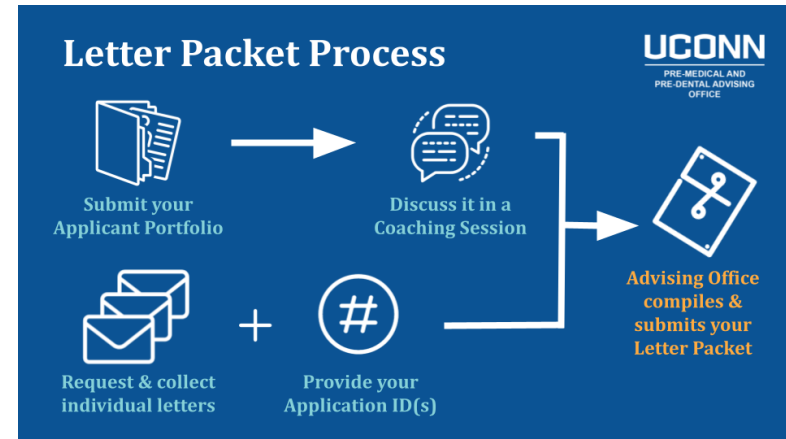 Letter Packet Process
UCONN
PRE-MEDICAL AND
PRE-DENTAL ADVISING
OFFICE
Submit your
Applicant Portfolio
Discuss it in a
Coaching Session
Advising Office
compiles &
submits your
Letter Packet
#
+
Request & collect
individual letters
Provide your
Application ID(s)